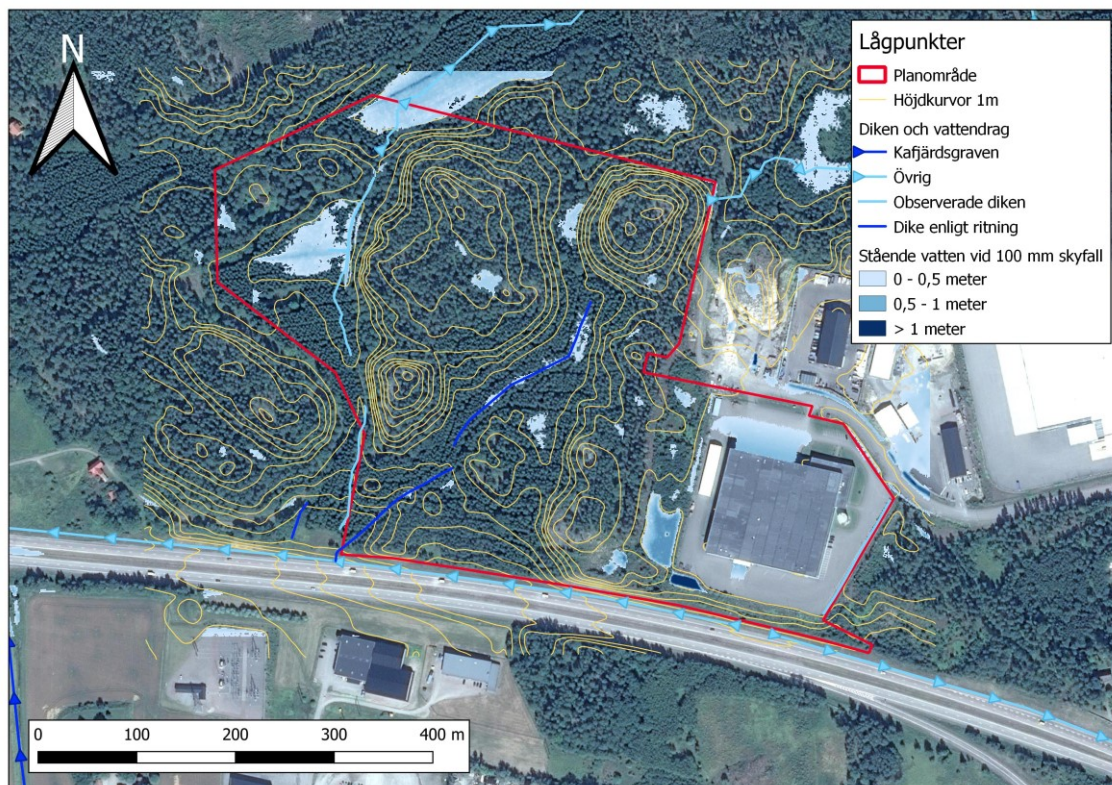 N
Lågpunkter
Planområde
Höjdkurvor 1m
Diken och vattendrag
Kafjärdsgraven
Övrig
Observerade diken
Dike enligt ritning
Stående vatten vid 100 mm skyfall
0 - 0,5 meter
0,5 - 1 meter
> 1 meter
0 100 200 300 400 m